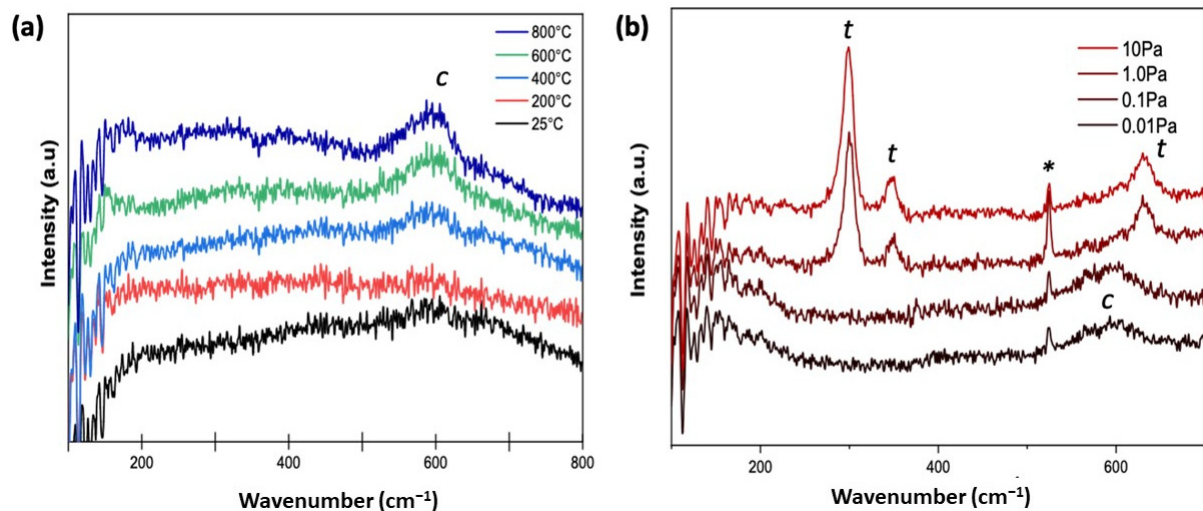 (a)
800°C
600°C
400°C
200°C
25°C
c
Intensity (a.u)
200
400
600
800
Wavenumber (cm⁻¹)
(b)
t
t
*
t
c
10Pa
1.0Pa
0.1Pa
0.01Pa
Intensity (a.u.)
200
400
600
Wavenumber (cm⁻¹)